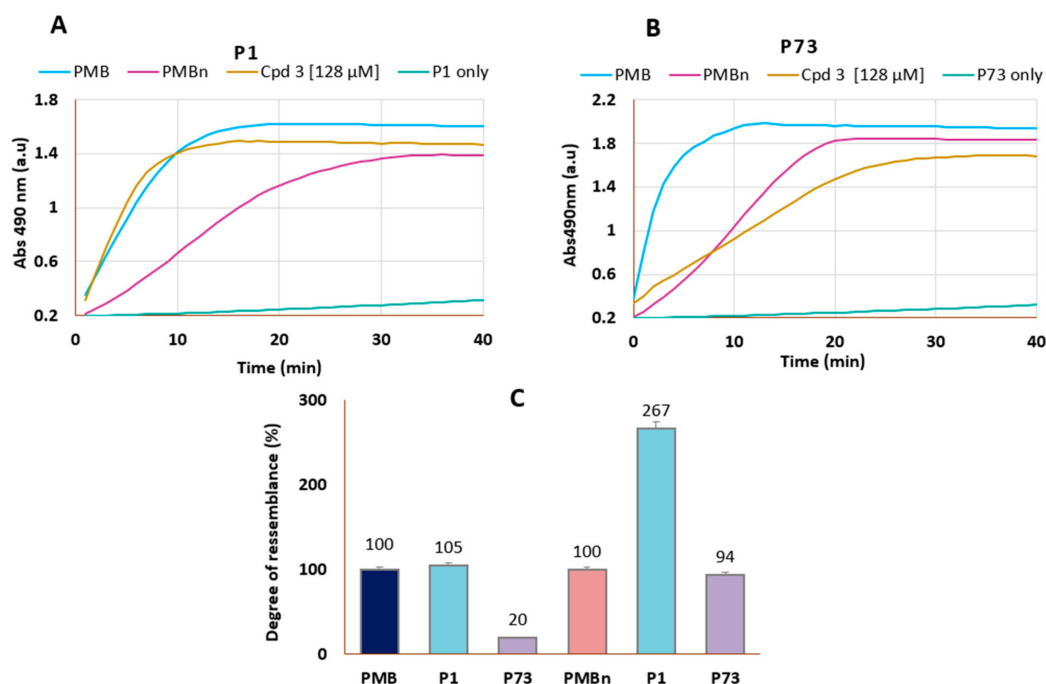 A
P1
PMB PMBn Cpd 3 [128 µM] P1 only
1.8
1.4
1
0.6
0.2
Abs 490 nm (a.u)
0 10 20 30 40
Time (min)
B
P73
PMB PMBn Cpd 3 [128 µM] P73 only
2.2
1.8
1.4
1
0.6
0.2
Abs490nm (a.u)
0 10 20 30 40
Time (min)
C
300
200
100
0
Degree of ressemblance (%)
100 105 20 100 267 94
PMB P1 P73 PMBn P1 P73